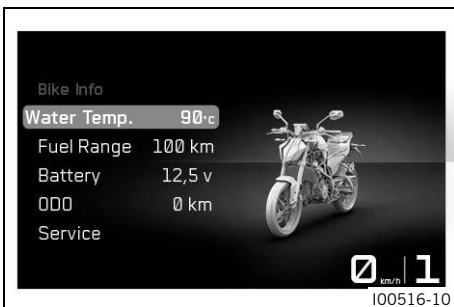 Bike Info
Water Temp. 90°c
Fuel Range 100 km
Battery 12,5 v
ODO 0 km
Service
0 km/h 1
I00516-10